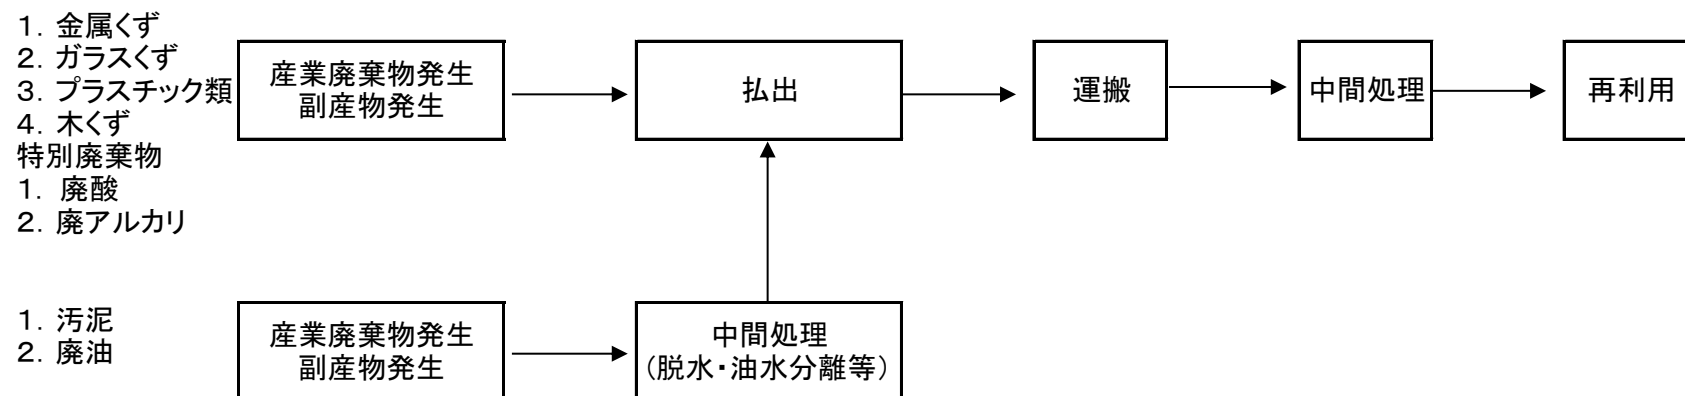 1. 金属くず
2. ガラスくず
3. プラスチック類
4. 木くず
特別廃棄物
1. 廃酸
2. 廃アルカリ
産業廃棄物発生
副産物発生
払出
運搬
中間処理
再利用
1. 汚泥
2. 廃油
産業廃棄物発生
副産物発生
中間処理
(脱水・油水分離等)